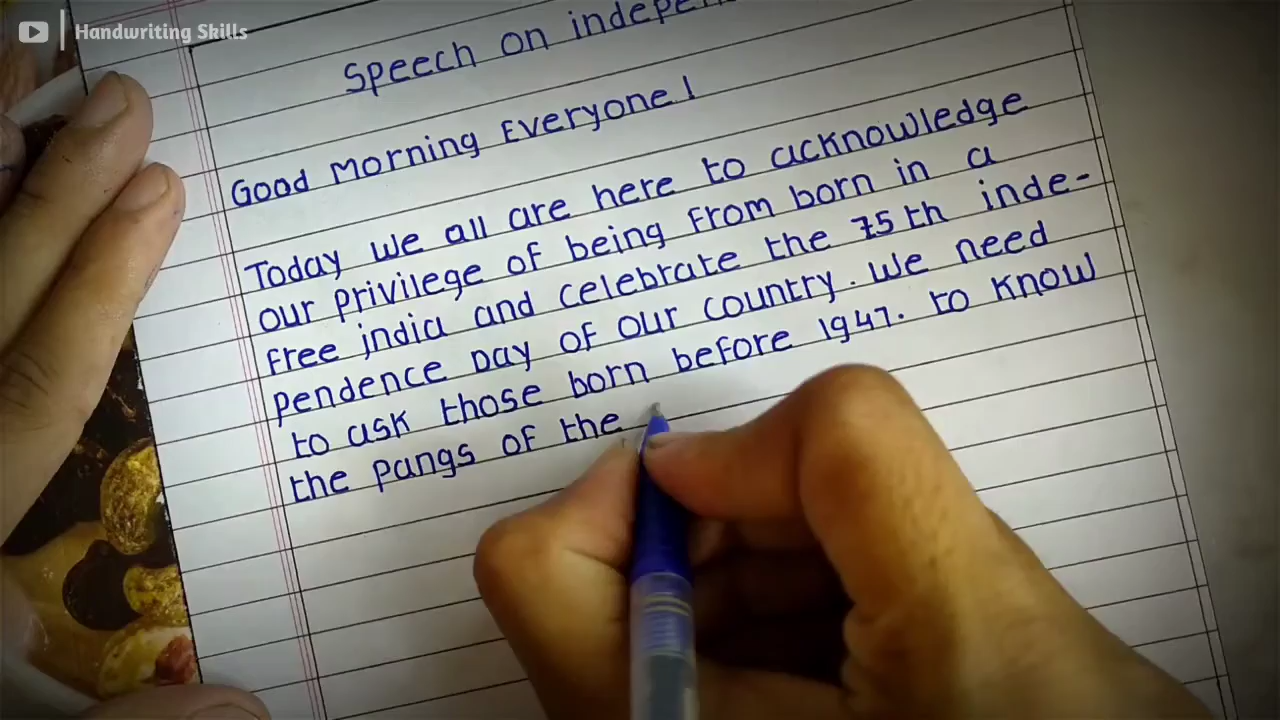 Handwriting Skills
Speech on indepen
Good Morning Everyone!
Today we all are here to acknowledge
our privilege of being From born in a
free india and celebrate the 75th inde-
pendence Day of our country. We need
to ask those born before 1947. to know
the pangs of the